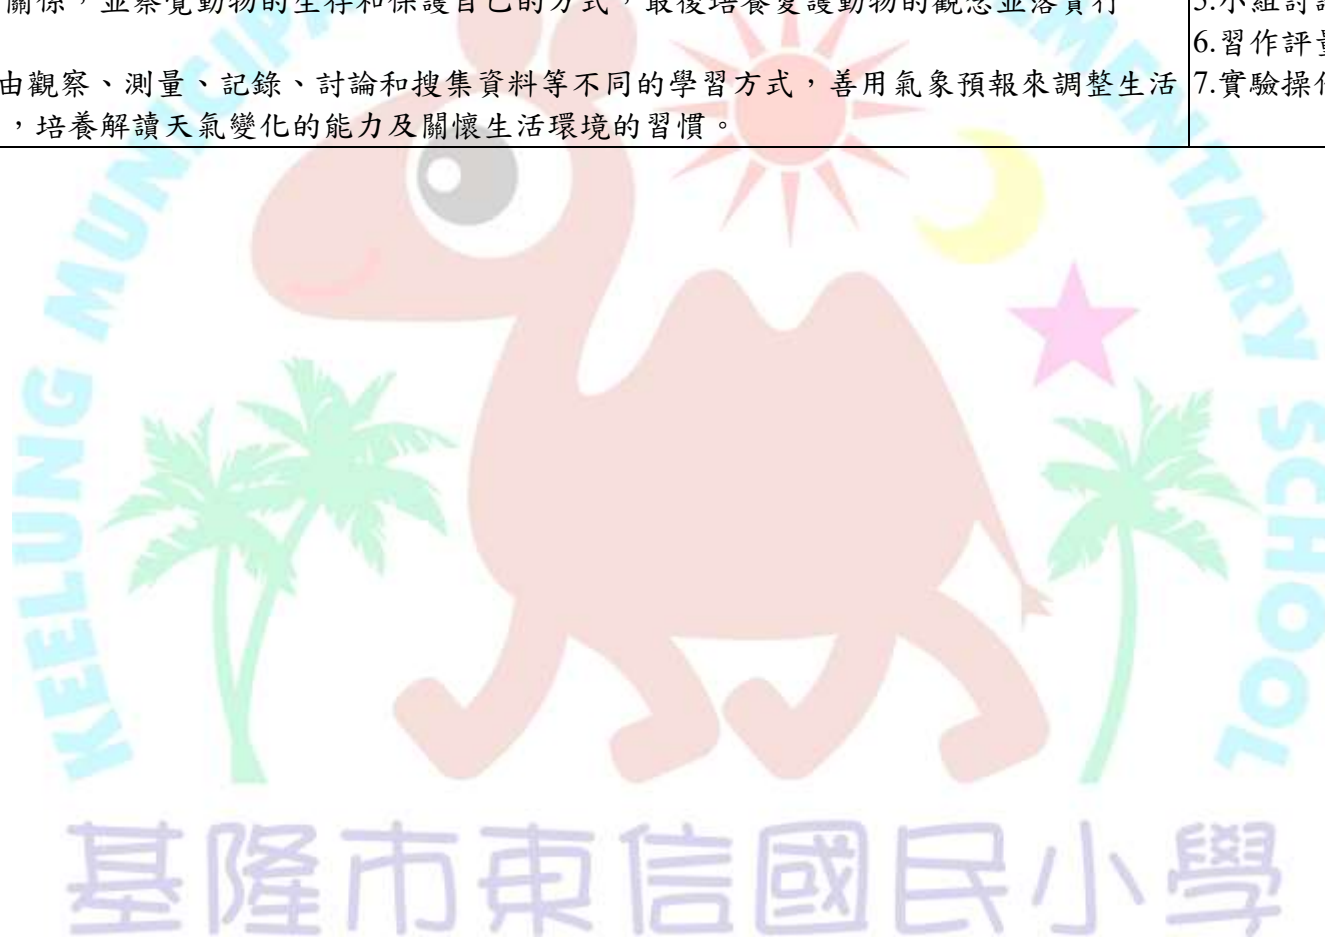 關係，並察覺動物的生存和保護自己的方式，最後培養愛護動物的觀念並落實行
由觀察、測量、記錄、討論和搜集資料等不同的學習方式，善用氣象預報來調整生活
，培養解讀天氣變化的能力及關懷生活環境的習慣。
5.小組討論
6.習作評量
7.實驗操作
KEELUNG MUNICIPA
EMENTARY SCHOOL
基隆市東信國民小學